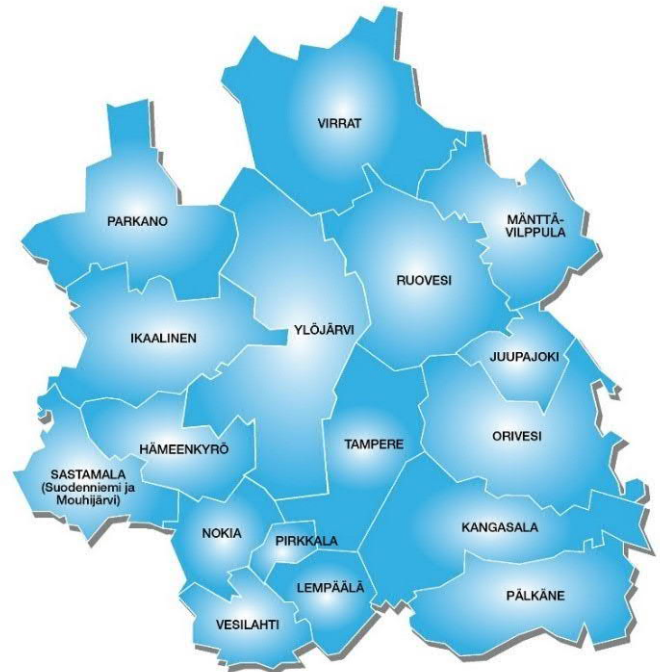 VIRRAT
PARKANO
MÄNTTÄ-
VILPPULA
RUOVESI
IKAALINEN
YLÖJÄRVI
JUUPAJOKI
HÄMEENKYRÖ
TAMPERE
ORIVESI
SASTAMALA
(Suodenniemi ja
Mouhijärvi)
NOKIA
PIRKKALA
KANGASALA
LEMPÄÄLÄ
PÄLKÄNE
VESILAHTI